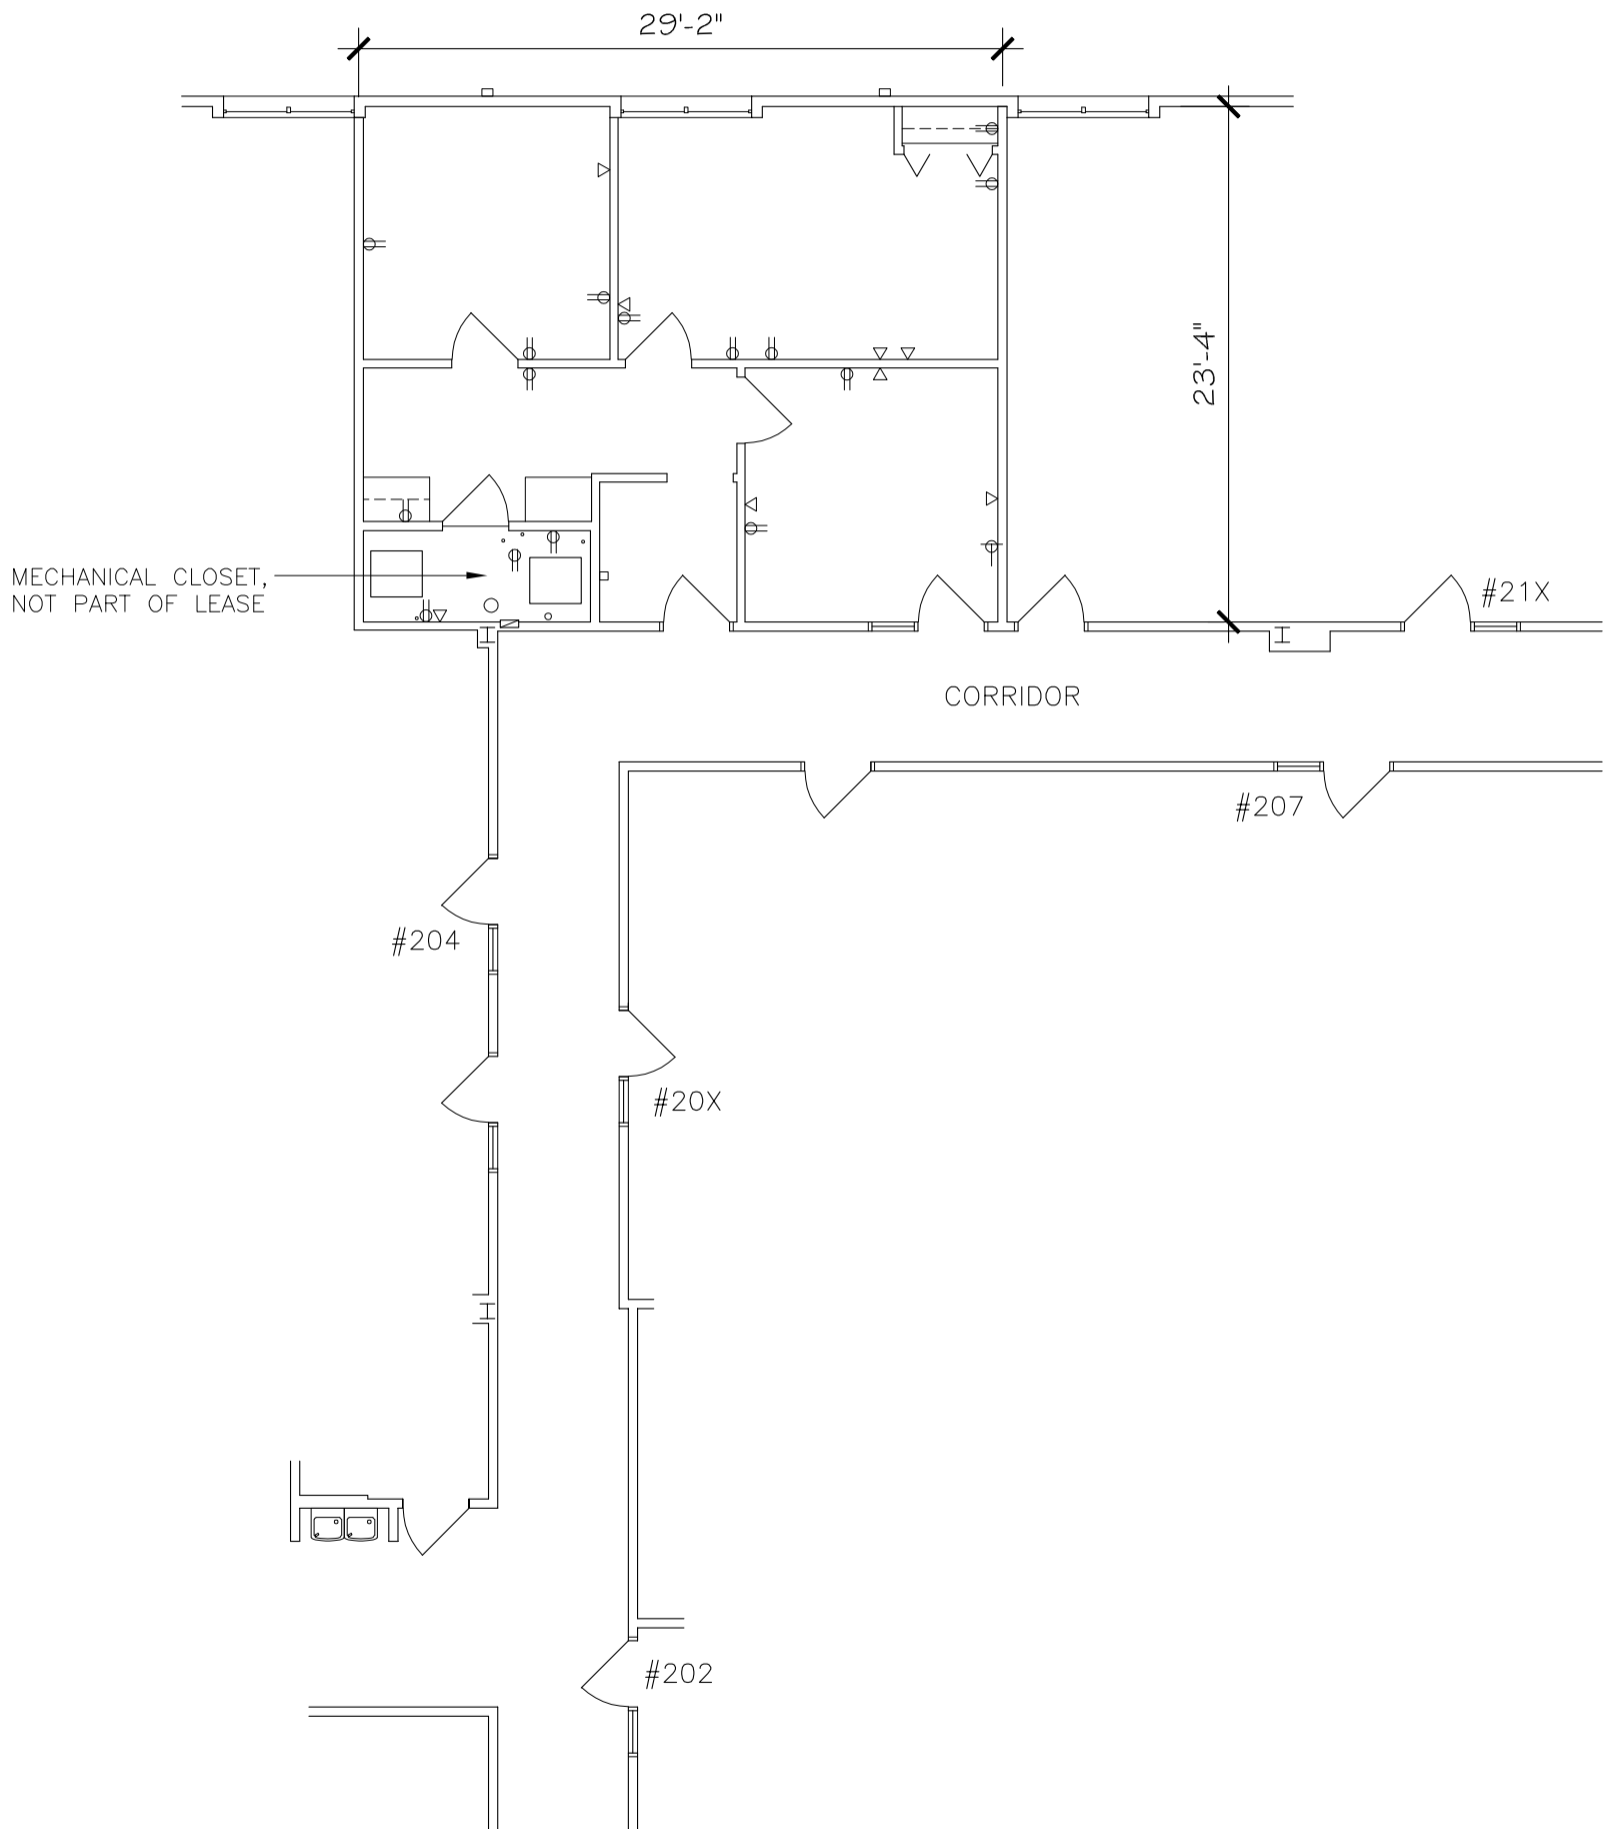 29'-2"
23'-4"
MECHANICAL CLOSET,
NOT PART OF LEASE
#21X
CORRIDOR
#207
#204
#20X
#202